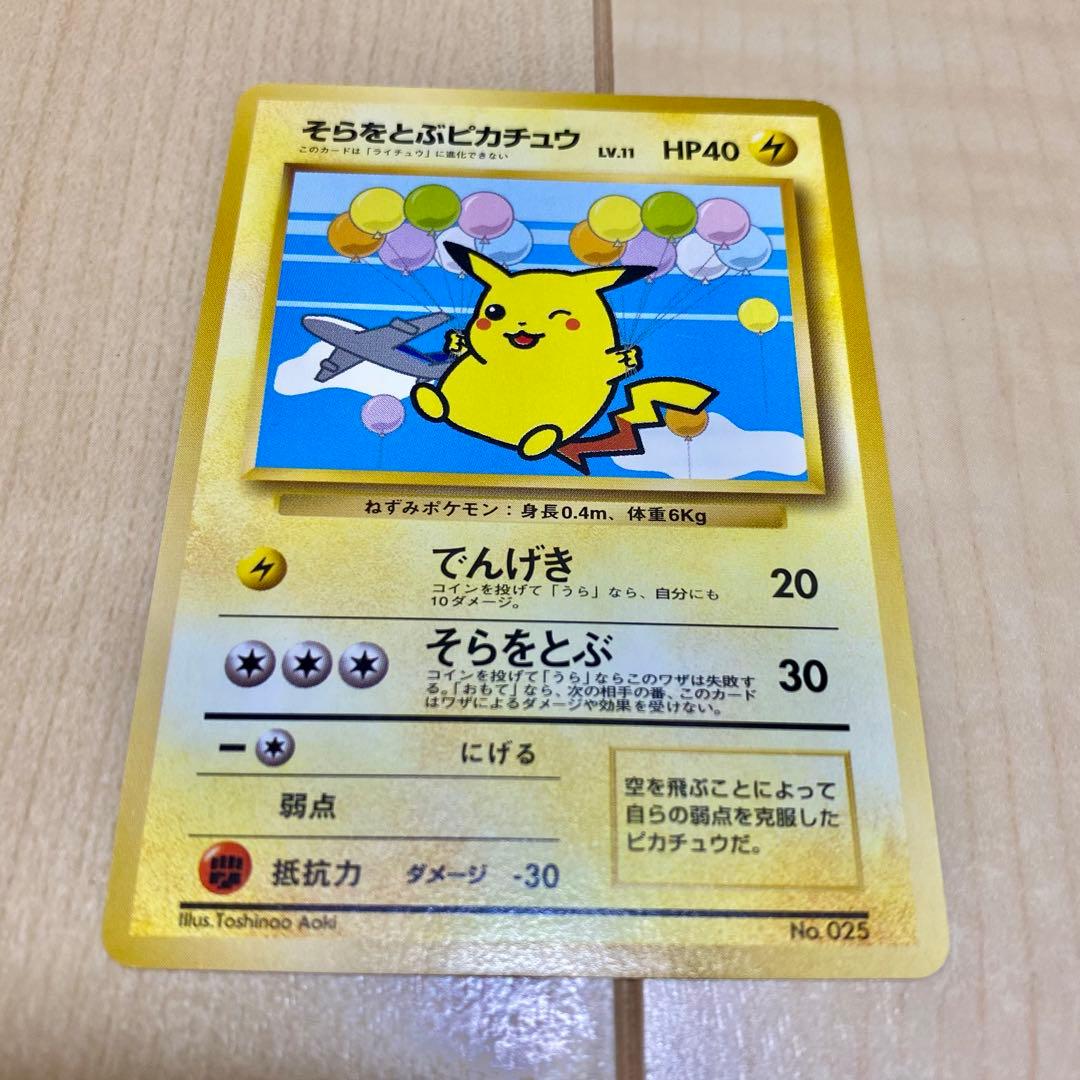 そらをとぶピカチュウ LV.11 HP40
このカードは「ライチュウ」に進化できない
ねずみポケモン：身長0.4m、体重6Kg
でんげき 20
コインを投げて「うら」なら、自分にも
10ダメージ。
そらをとぶ 30
コインを投げて「うら」ならこのワザは失敗す
る。「おもて」なら、次の相手の番、このカード
はワザによるダメージや効果を受けない。
にげる
弱点
抵抗力 ダメージ -30
空を飛ぶことによって
自らの弱点を克服した
ピカチュウだ。
Illus. Toshinao Aoki
No. 025